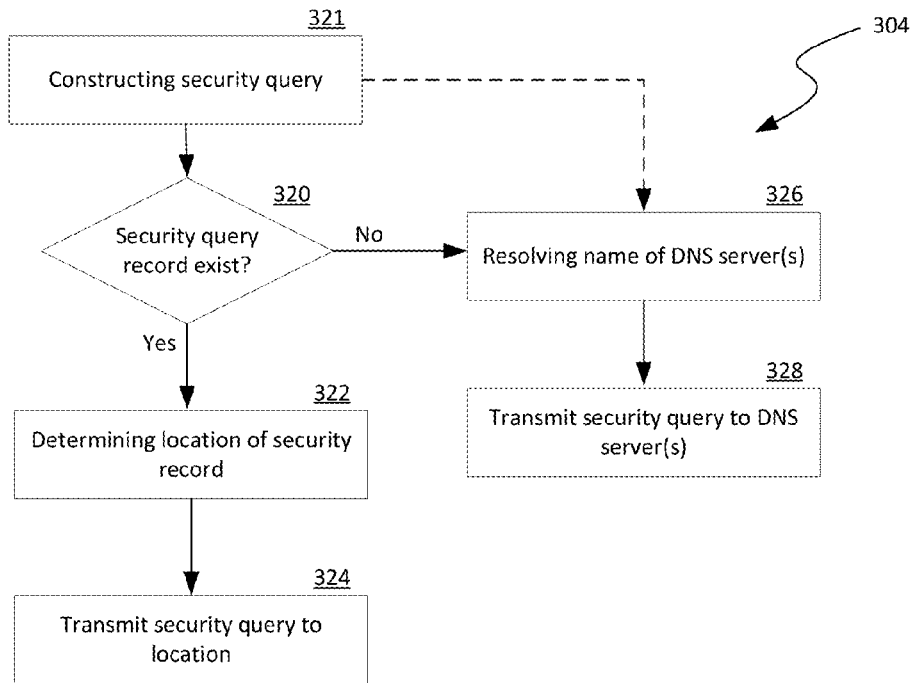 321
304
Constructing security query
320
326
Security query
record exist?
No
Resolving name of DNS server(s)
Yes
322
328
Determining location of security
record
Transmit security query to DNS
server(s)
324
Transmit security query to
location